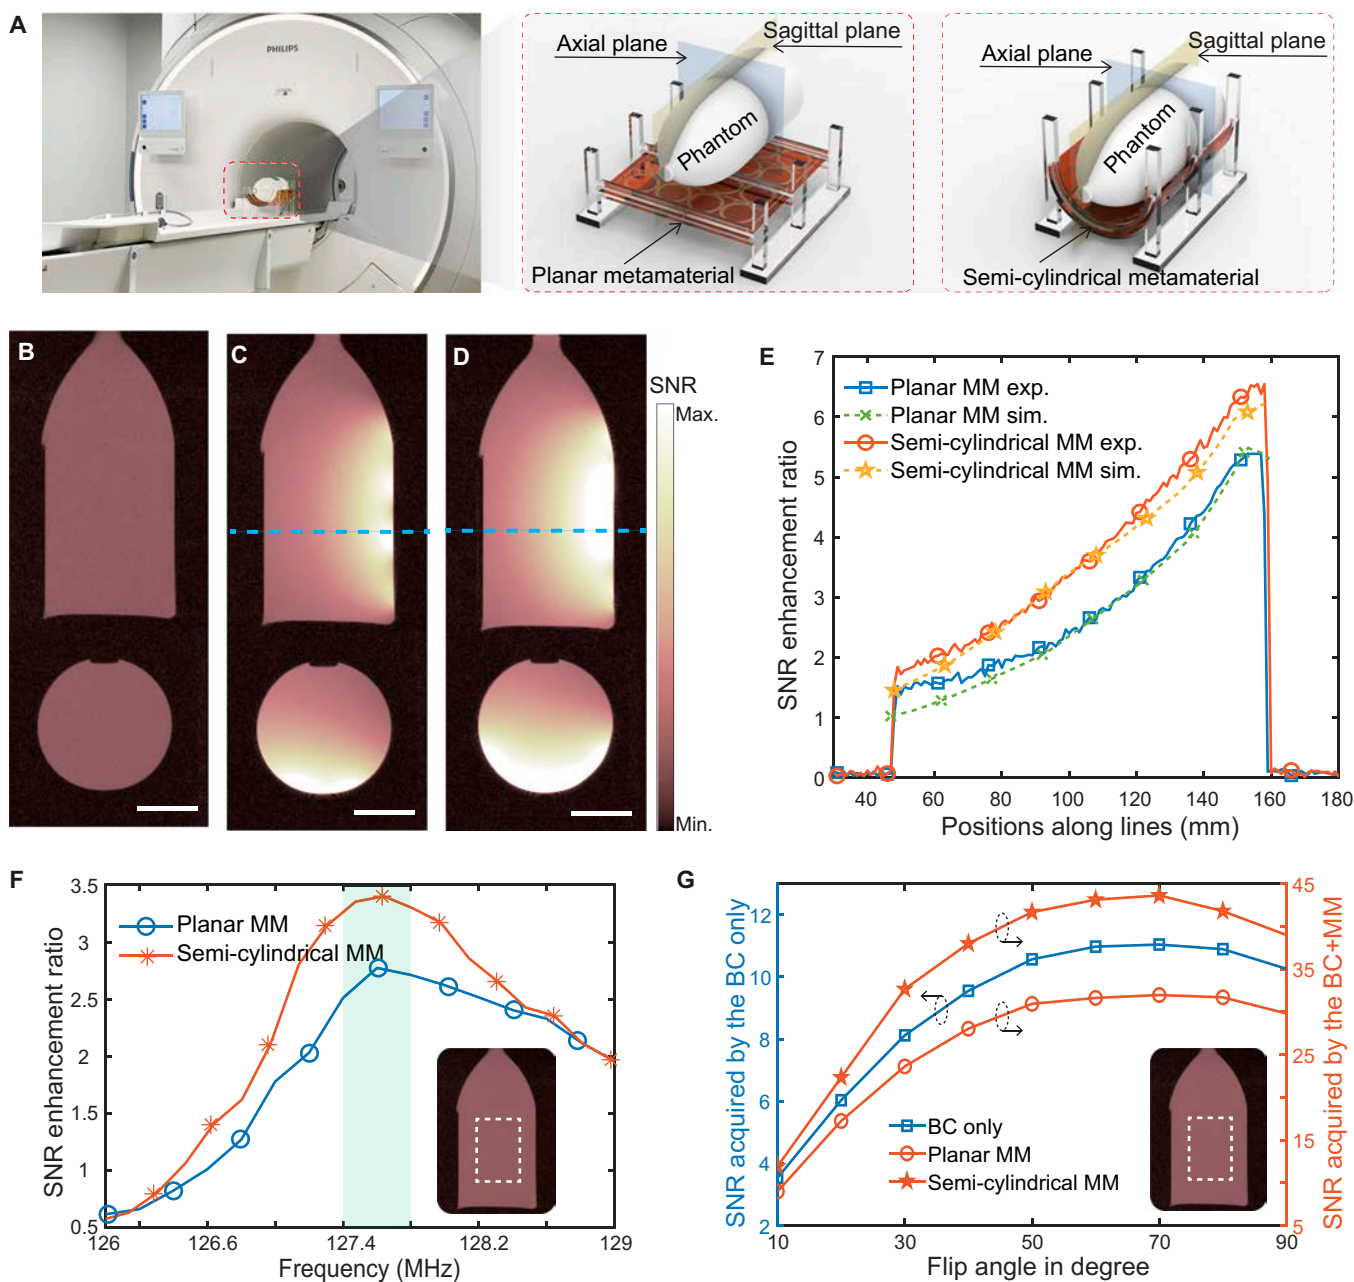 A
PHILIPS
Axial plane
Sagittal plane
Phantom
Planar metamaterial
Axial plane
Sagittal plane
Phantom
Semi-cylindrical metamaterial
B
C
D
SNR
Max.
Min.
E
SNR enhancement ratio
7
6
5
4
3
2
1
0
Planar MM exp.
Planar MM sim.
Semi-cylindrical MM exp.
Semi-cylindrical MM sim.
40 60 80 100 120 140 160 180
Positions along lines (mm)
F
SNR enhancement ratio
3.5
3
2.5
2
1.5
1
0.5
Planar MM
Semi-cylindrical MM
126 126.6 127.4 128.2 129
Frequency (MHz)
G
SNR acquired by the BC only
12
10
8
6
4
2
BC only
Planar MM
Semi-cylindrical MM
45
35
25
15
5
SNR acquired by the BC+MM
10 30 50 70 90
Flip angle in degree